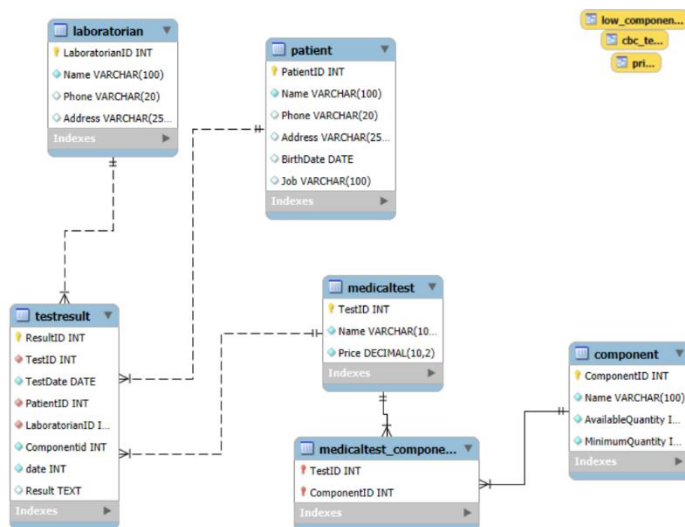 laboratorian
LaboratorianID INT
Name VARCHAR(100)
Phone VARCHAR(20)
Address VARCHAR(25...
Indexes
patient
PatientID INT
Name VARCHAR(100)
Phone VARCHAR(20)
Address VARCHAR(25...
BirthDate DATE
Job VARCHAR(100)
Indexes
low_componen...
cbc_te...
pri...
testresult
ResultID INT
TestID INT
TestDate DATE
PatientID INT
LaboratorianID I...
Componentid INT
date INT
Result TEXT
Indexes
medicaltest
TestID INT
Name VARCHAR(10...
Price DECIMAL(10,2)
Indexes
medicaltest_compone...
TestID INT
ComponentID INT
Indexes
component
ComponentID INT
Name VARCHAR(100)
AvailableQuantity I...
MinimumQuantity I...
Indexes